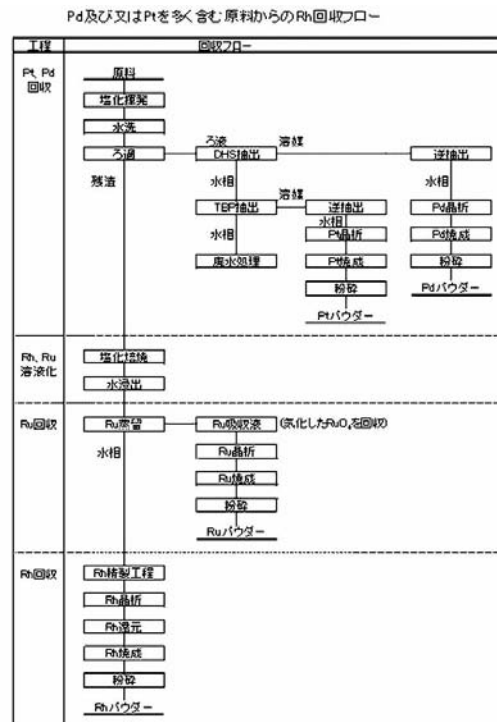 Pd及び又はPtを多く含む原料からのRh回収フロー
工程 回収フロー
Pt、Pd
回収
原料
塩化揮発
水洗
ろ過 ろ液 DHS抽出 溶媒 逆抽出
残渣 水相 水相
TBP抽出 溶媒 逆抽出 Pd晶析
水相 水相 Pt晶析 Pd焼成
廃水処理 Pt焼成 粉砕
粉砕 Pdパウダー
Ptパウダー
Rh、Ru
溶液化
塩化焙焼
水浸出
Ru回収 Ru蒸留 Ru吸収液 (気化したRuO4を回収)
水相 Ru晶析
Ru焼成
粉砕
Ruパウダー
Rh回収 Rh精製工程
Rh晶析
Rh還元
Rh焼成
粉砕
Rhパウダー